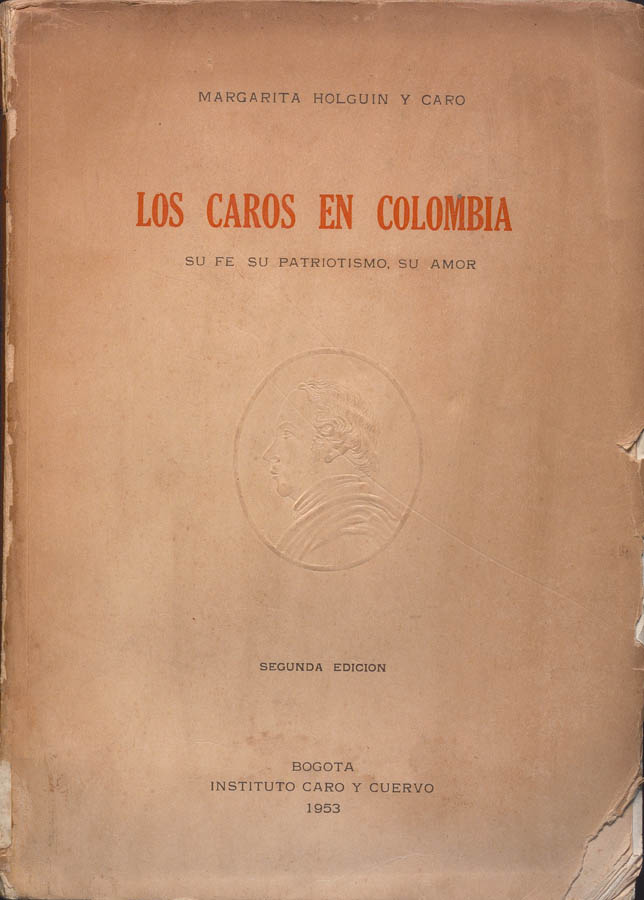 MARGARITA HOLGUIN Y CARO
LOS CAROS EN COLOMBIA
SU FE SU PATRIOTISMO, SU AMOR
SEGUNDA EDICION
BOGOTA
INSTITUTO CARO Y CUERVO
1953